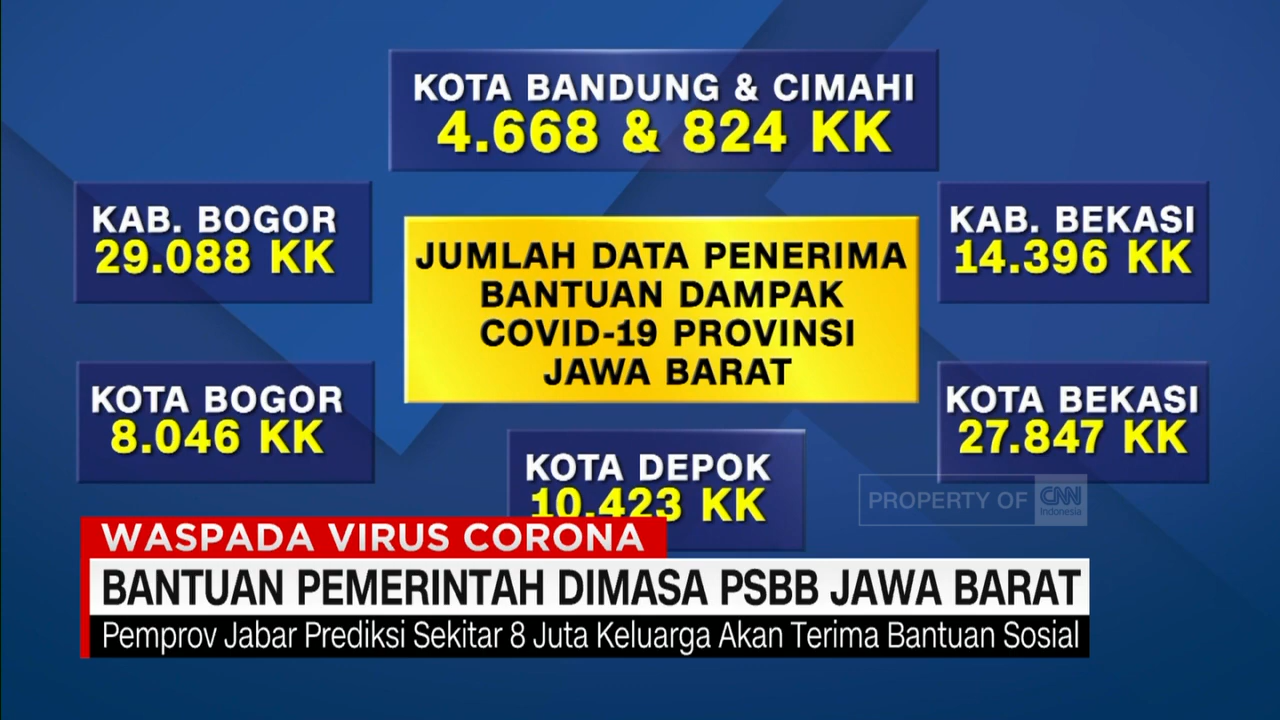 KOTA BANDUNG & CIMAHI
4.668 & 824 KK
KAB. BOGOR
29.088 KK
KAB. BEKASI
14.396 KK
JUMLAH DATA PENERIMA
BANTUAN DAMPAK
COVID-19 PROVINSI
JAWA BARAT
KOTA BOGOR
8.046 KK
KOTA BEKASI
27.847 KK
KOTA DEPOK
10.423 KK
PROPERTY OF CNN
Indonesia
WASPADA VIRUS CORONA
BANTUAN PEMERINTAH DIMASA PSBB JAWA BARAT
Pemprov Jabar Prediksi Sekitar 8 Juta Keluarga Akan Terima Bantuan Sosial